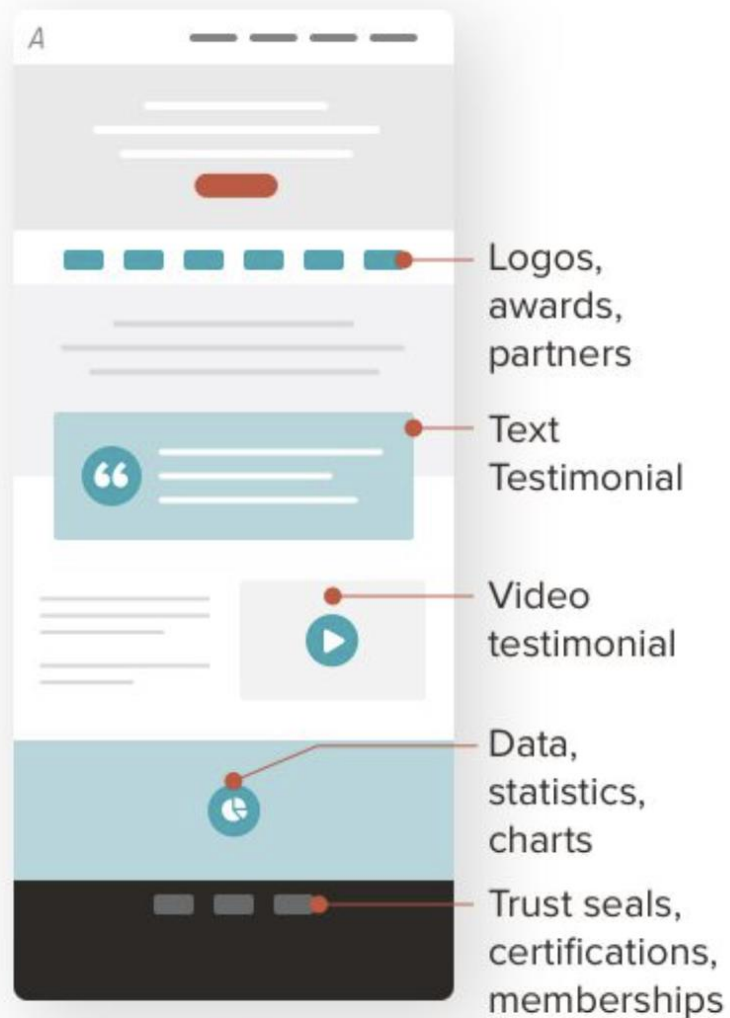 A
Logos,
awards,
partners
“
Text
Testimonial
Video
testimonial
Data,
statistics,
charts
Trust seals,
certifications,
memberships